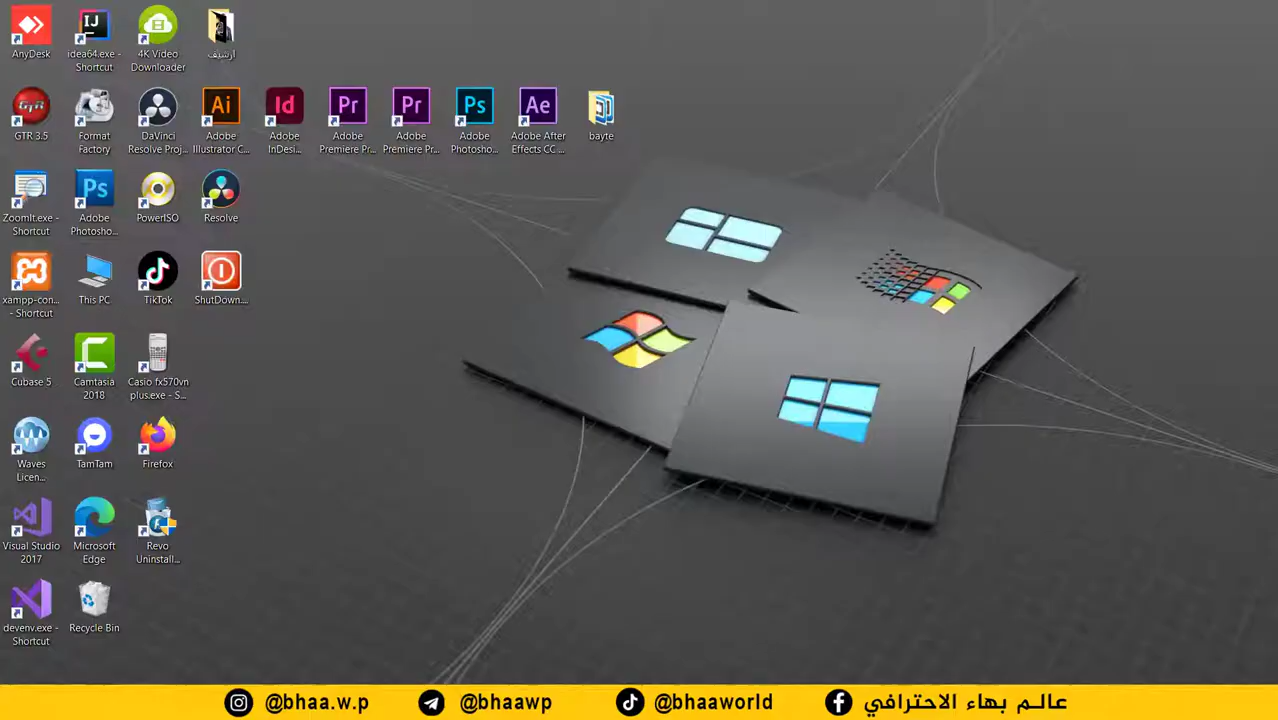 AnyDesk
idea64.exe -
Shortcut
4K Video
Downloader
ارشيف
GTR 3.5
Format
Factory
DaVinci
Resolve Proj...
Adobe
Illustrator C...
Adobe
InDesi...
Adobe
Premiere Pr...
Adobe
Premiere Pr...
Adobe
Photosho...
Adobe After
Effects CC ...
bayte
ZoomIt.exe -
Shortcut
Adobe
Photosho...
PowerISO
Resolve
xampp-con...
- Shortcut
This PC
TikTok
ShutDown....
Cubase 5
Camtasia
2018
Casio fx570vn
plus.exe - S...
Waves
Licen...
TamTam
Firefox
Visual Studio
2017
Microsoft
Edge
Revo
Uninstall...
devenv.exe -
Shortcut
Recycle Bin
@bhaa.w.p
@bhaawp
@bhaaworld
عالم بهاء الاحترافي